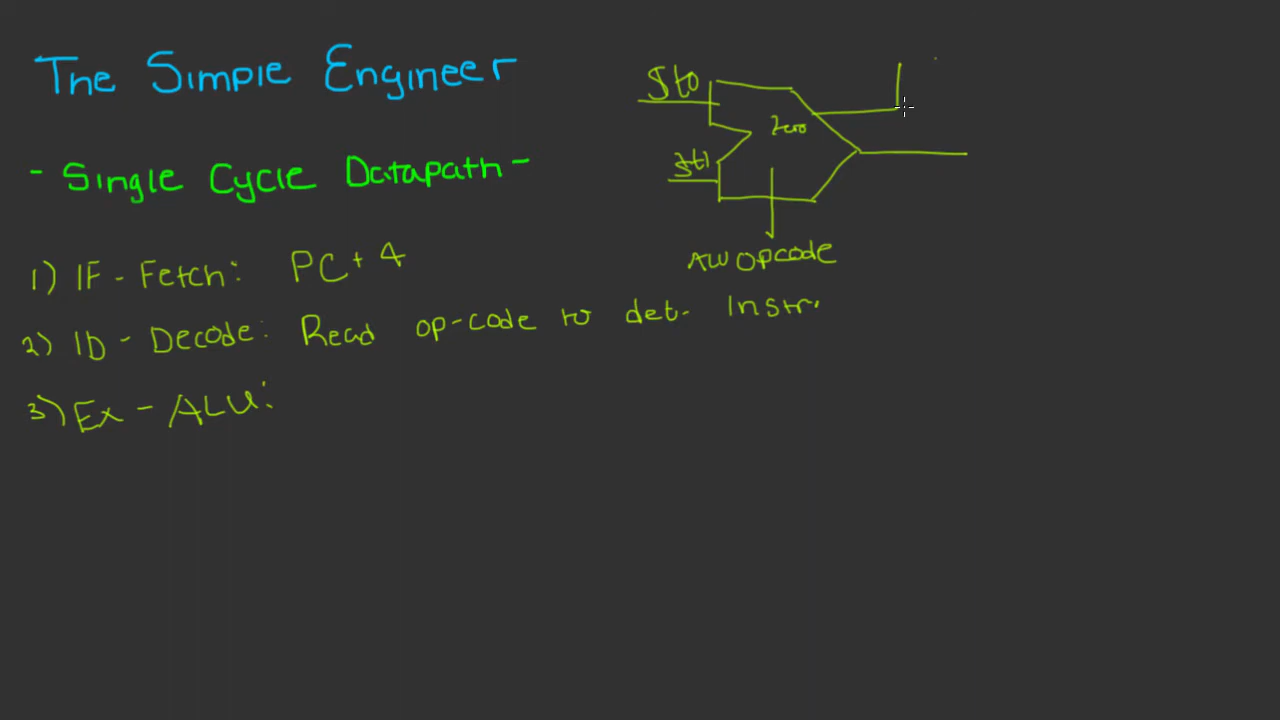 The Simple Engineer
- Single Cycle Datapath -
1) IF - Fetch: PC + 4
2) ID - Decode: Read op-code to det. Instr.
3) Ex - ALU:
$t0
Zero
$t1
ALU Opcode